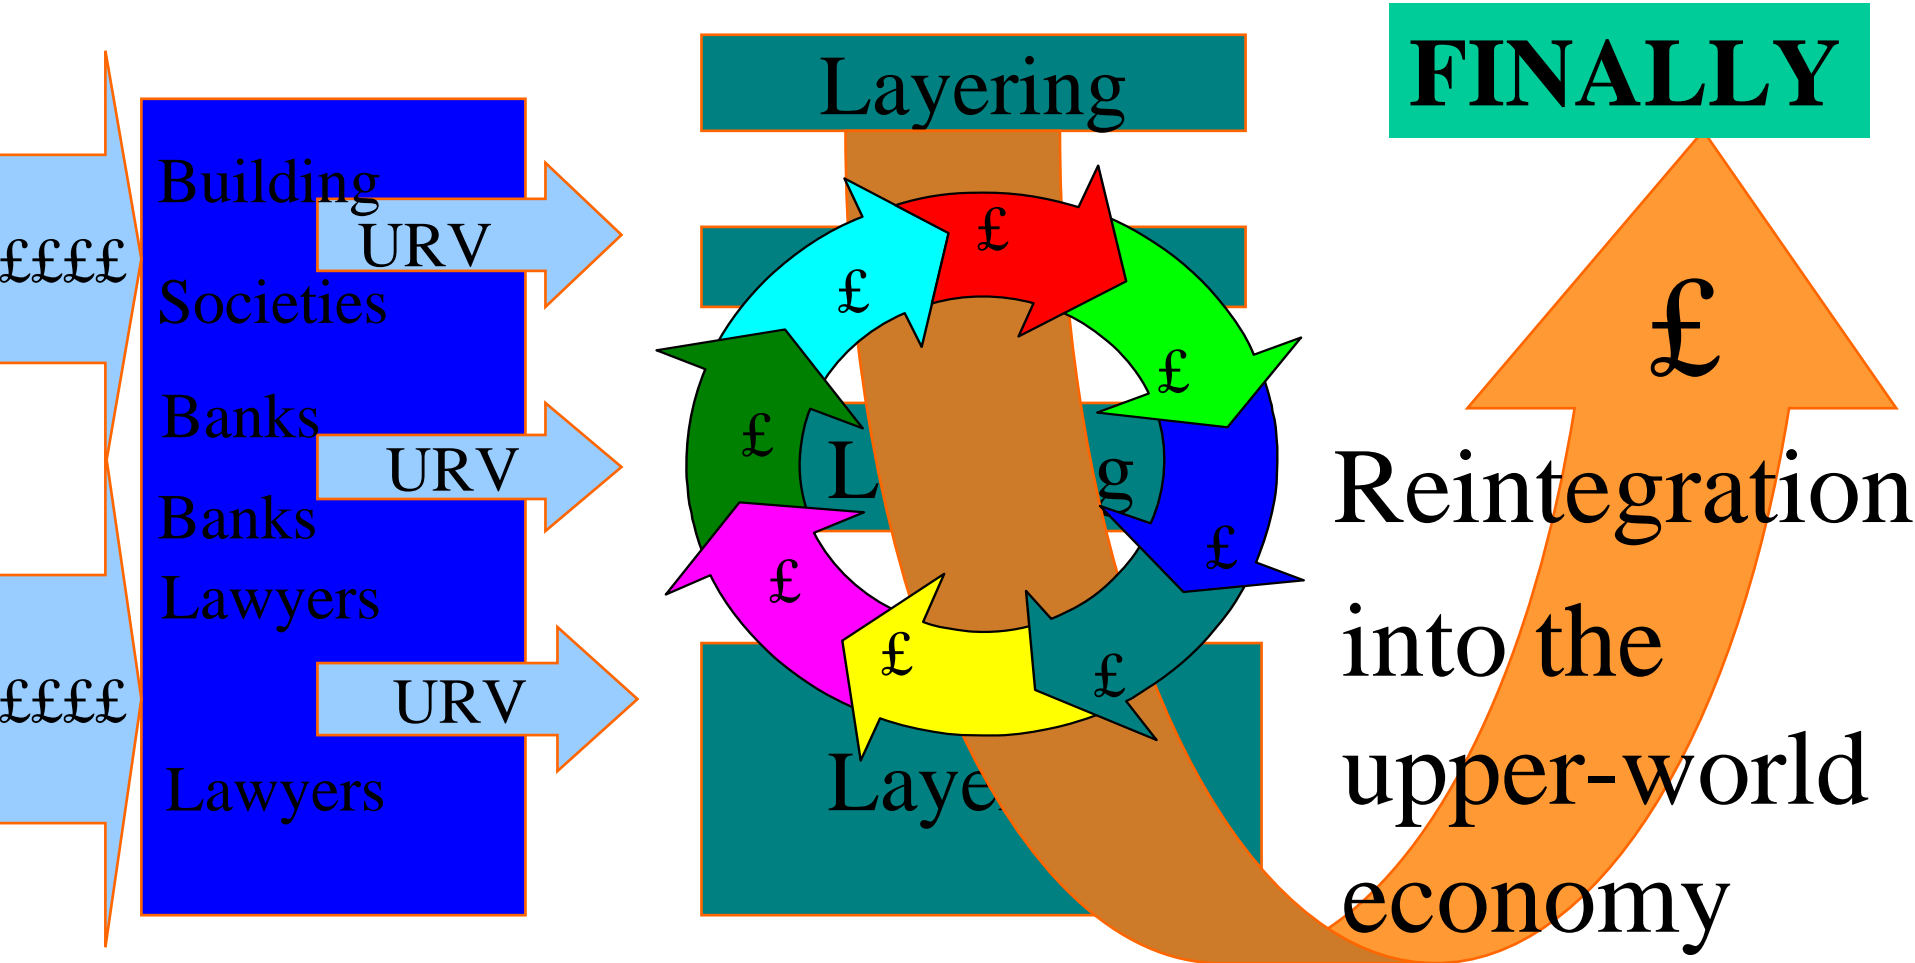 ££££
££££
Building
Societies
Banks
Banks
Lawyers
Lawyers
URV
URV
URV
Layering
£
£
£
£
£
£
£
£
FINALLY
£
Reintegration
into the
upper-world
economy